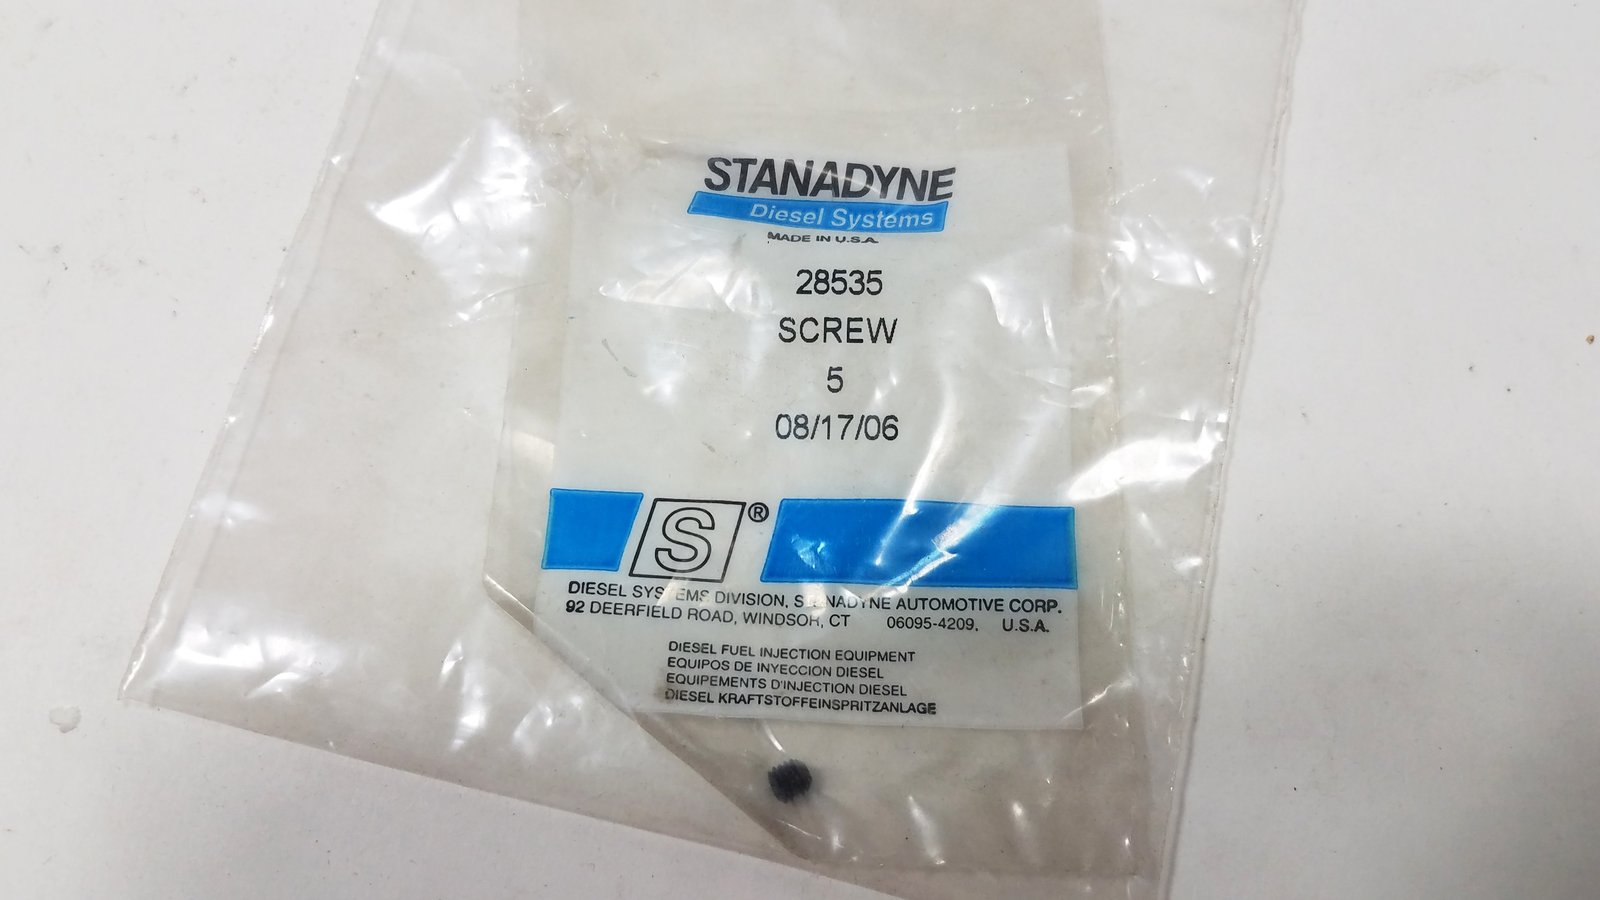 STANADYNE
Diesel Systems
MADE IN U.S.A.
28535
SCREW
5
08/17/06
S®
DIESEL SYSTEMS DIVISION, STANADYNE AUTOMOTIVE CORP.
92 DEERFIELD ROAD, WINDSOR, CT 06095-4209, U.S.A.
DIESEL FUEL INJECTION EQUIPMENT
EQUIPOS DE INYECCION DIESEL
EQUIPEMENTS D'INJECTION DIESEL
DIESEL KRAFTSTOFFEINSPRITZANLAGE